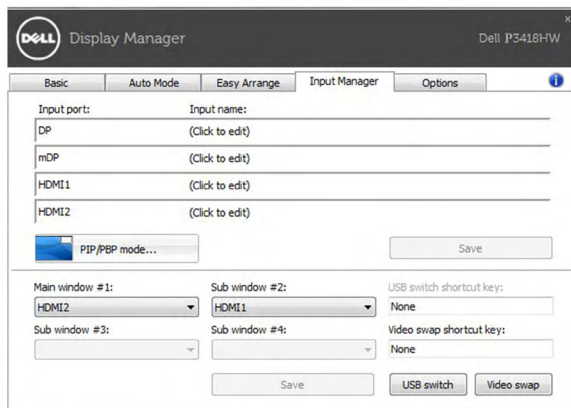 DELL Display Manager Dell P3418HW x
Basic Auto Mode Easy Arrange Input Manager Options i
Input port: Input name:
DP (Click to edit)
mDP (Click to edit)
HDMI1 (Click to edit)
HDMI2 (Click to edit)
PIP/PBP mode... Save
Main window #1: Sub window #2: USB switch shortcut key:
HDMI2 HDMI1 None
Sub window #3: Sub window #4: Video swap shortcut key:
None
Save USB switch Video swap